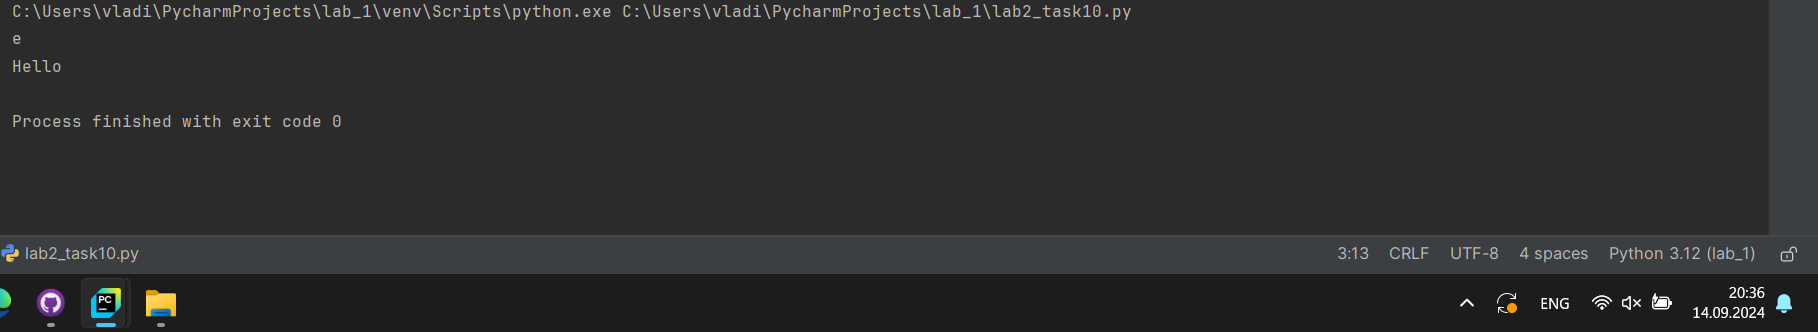 C:\Users\vladi\PycharmProjects\lab_1\venv\Scripts\python.exe C:\Users\vladi\PycharmProjects\lab_1\lab2_task10.py
e
Hello
Process finished with exit code 0
lab2_task10.py 3:13 CRLF UTF-8 4 spaces Python 3.12 (lab_1)
PC ENG 20:36
14.09.2024